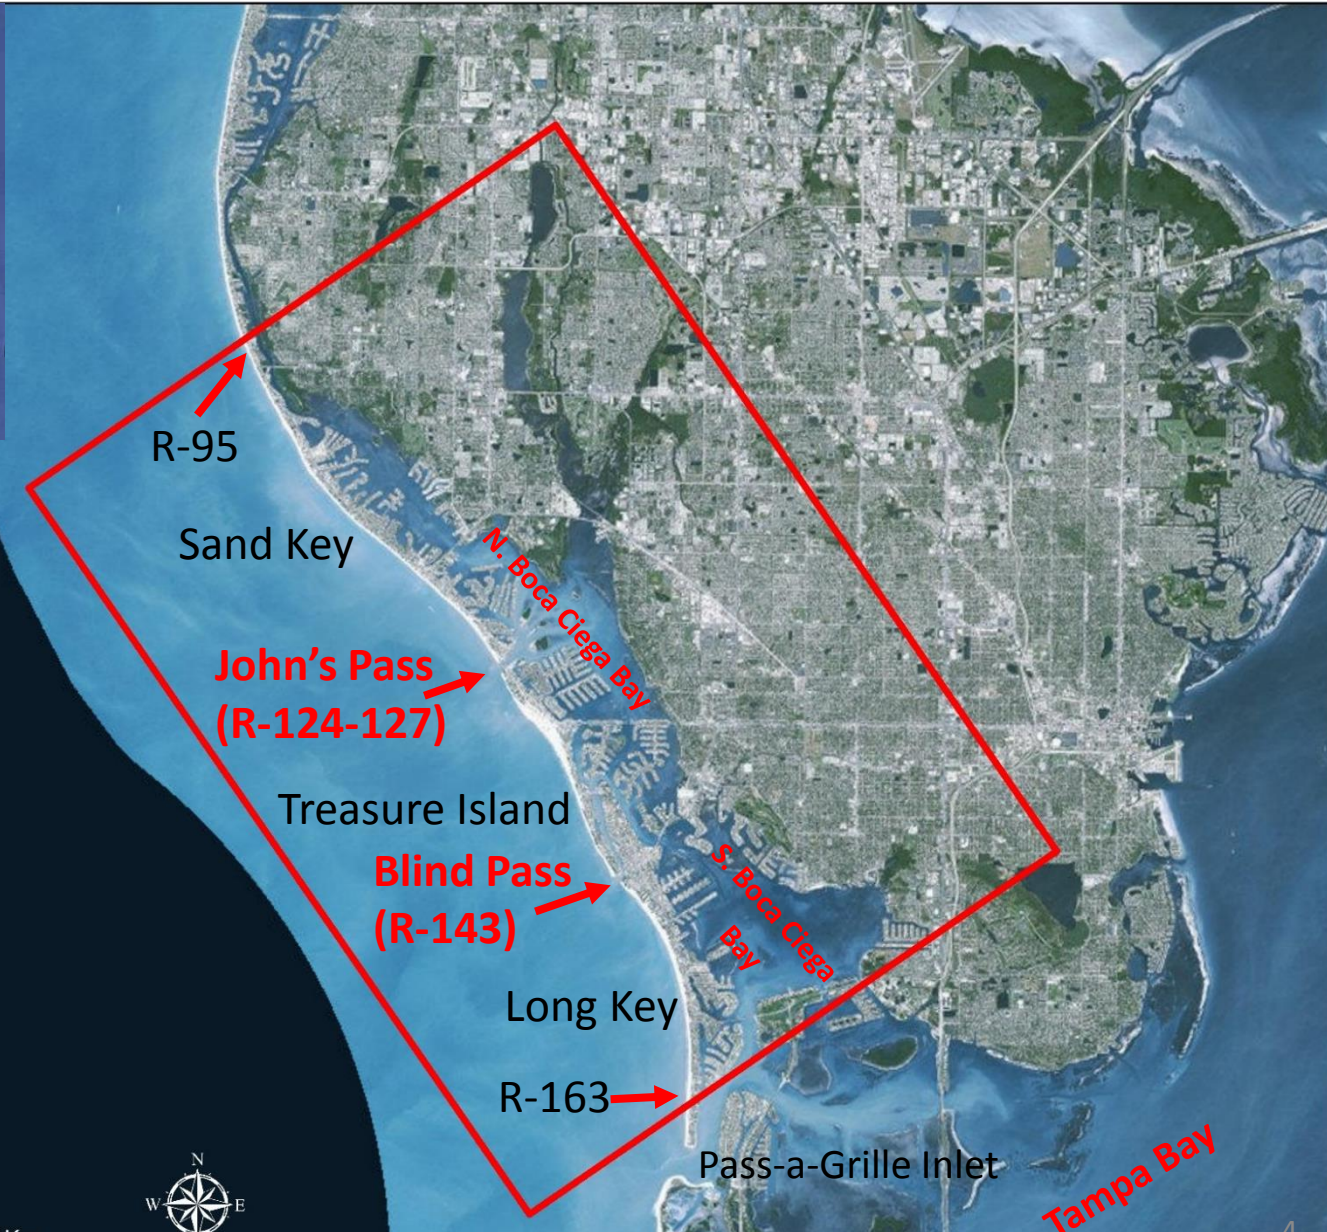 R-95
Sand Key
N. Boca Ciega Bay
John’s Pass
(R-124-127)
Treasure Island
Blind Pass
(R-143)
S. Boca Ciega
Bay
Long Key
R-163
Pass-a-Grille Inlet
Tampa Bay
N
W
E